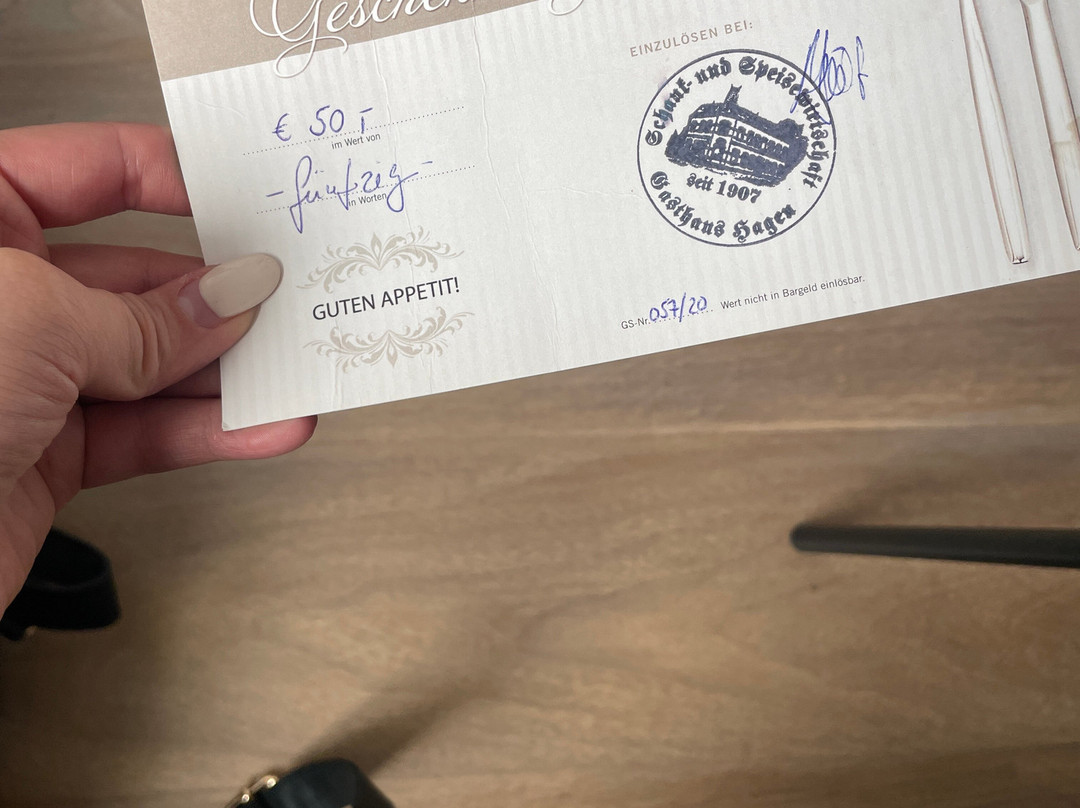 € 50,-
im Wert von
- fünfzig -
in Worten
GUTEN APPETIT!
EINZULÖSEN BEI:
Schank- und Speisewirtschaft
seit 1907
Gasthaus Hagen
GS-Nr. 057/20 Wert nicht in Bargeld einlösbar.